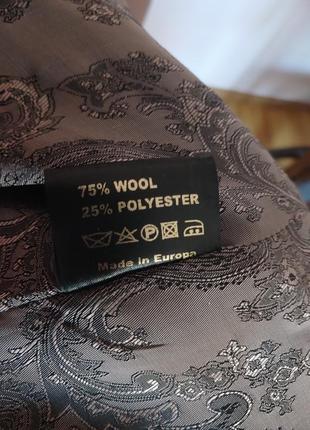 75% WOOL
25% POLYESTER
P
Made in Europa